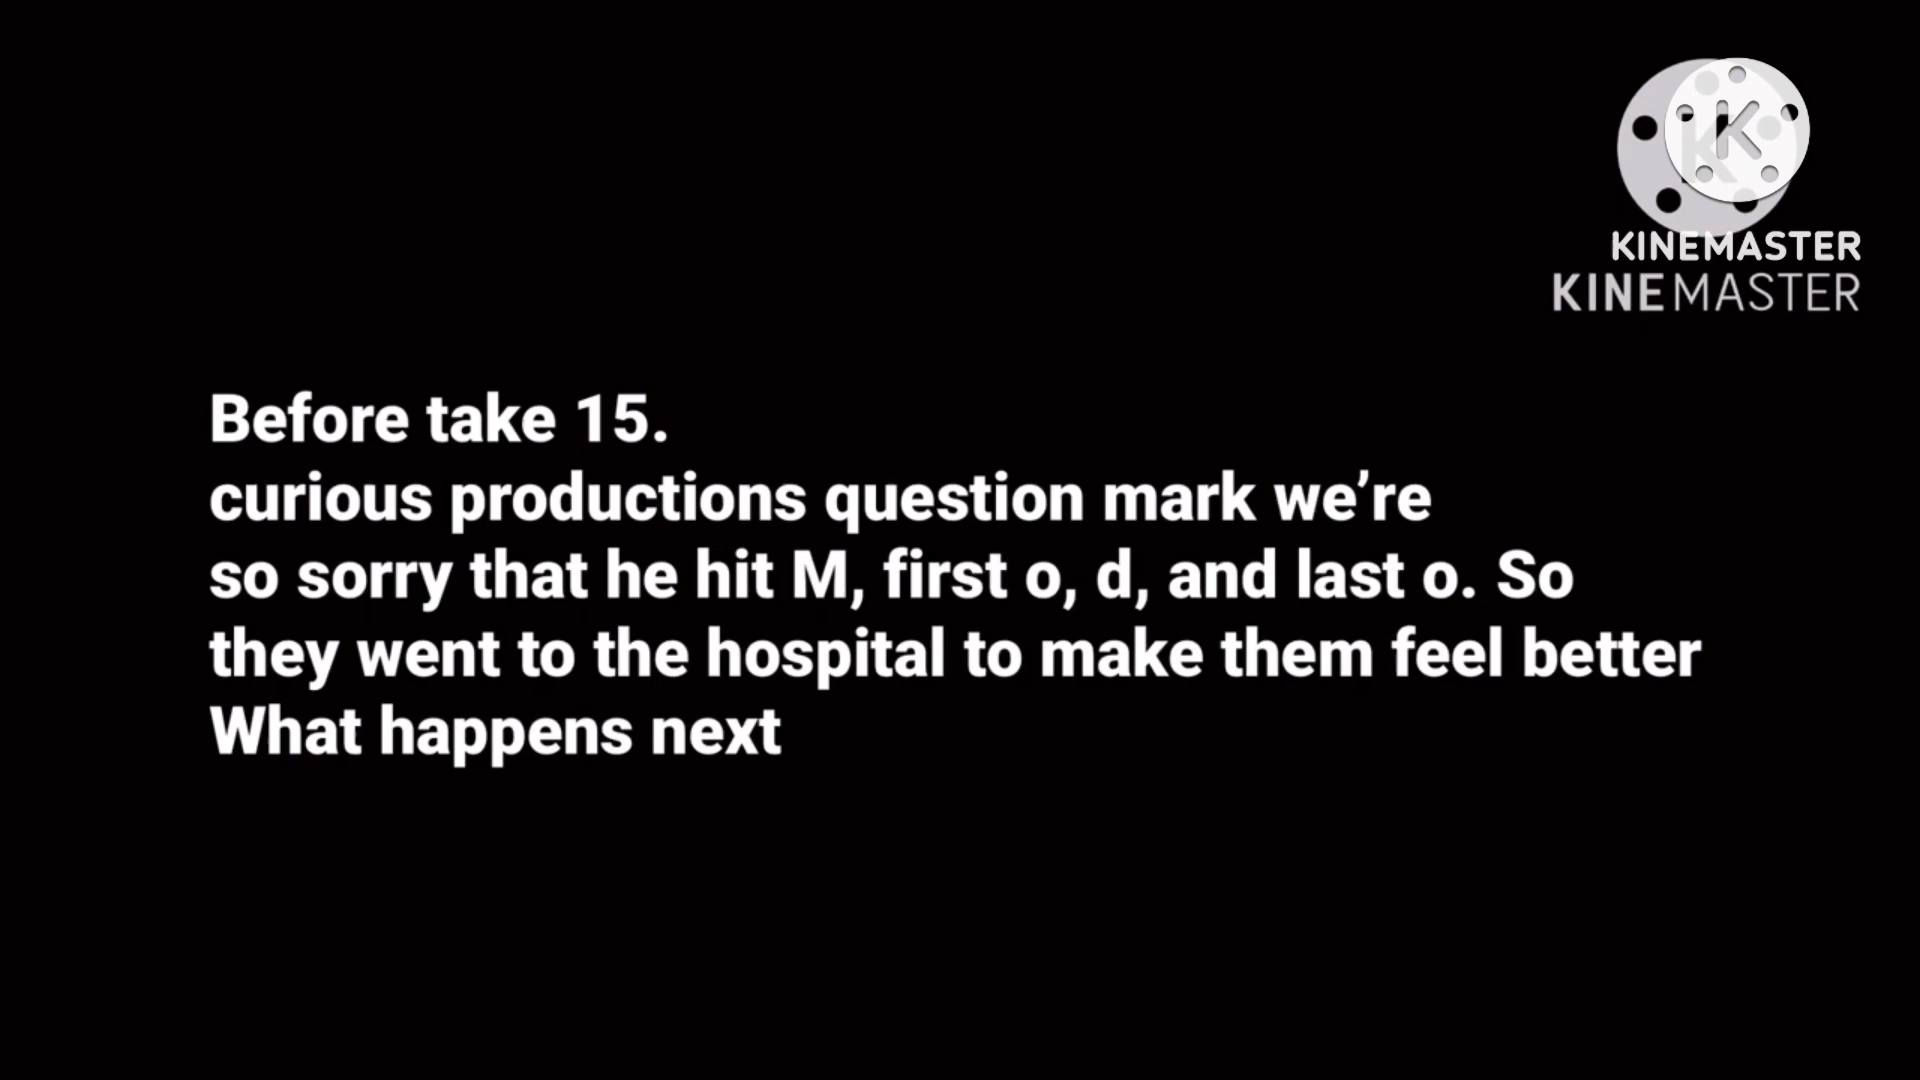 KINEMASTER
KINEMASTER
Before take 15.
curious productions question mark we’re
so sorry that he hit M, first o, d, and last o. So
they went to the hospital to make them feel better
What happens next